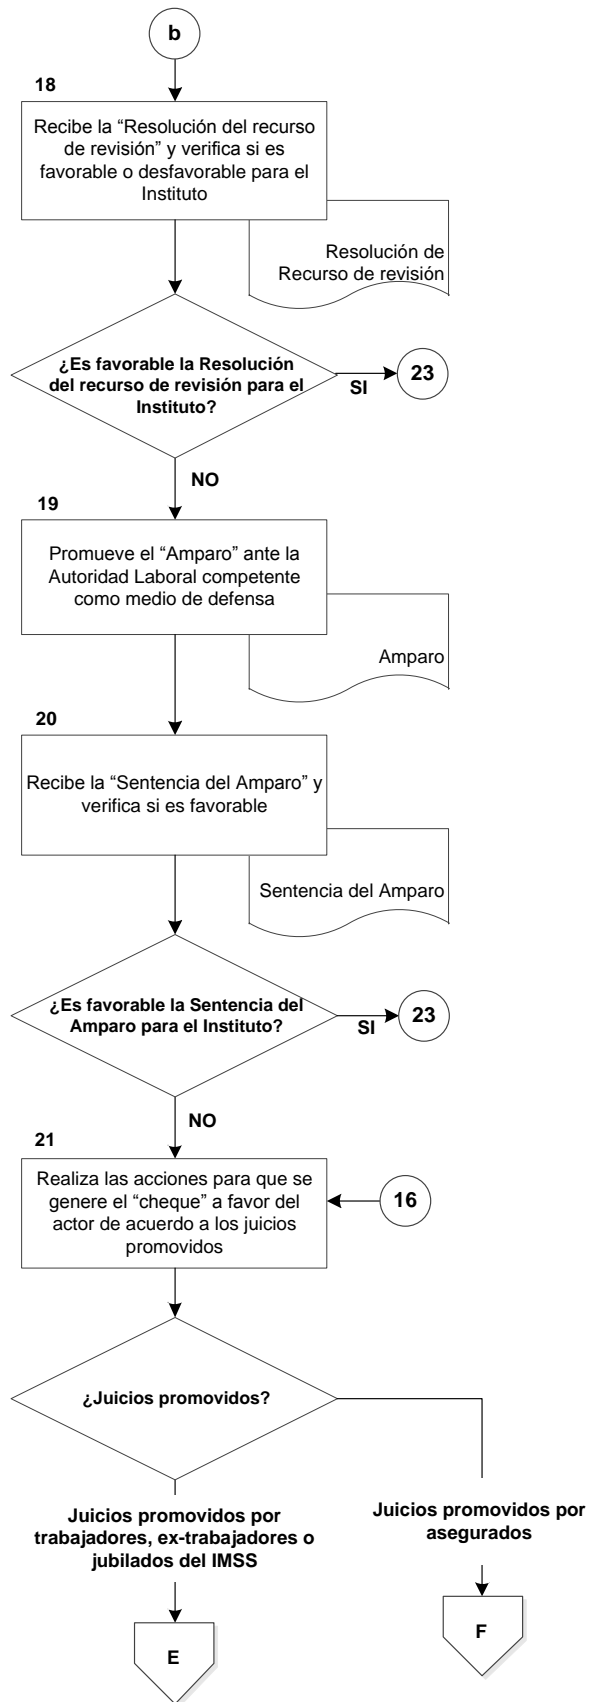 b
18
Recibe la “Resolución del recurso
de revisión” y verifica si es
favorable o desfavorable para el
Instituto
Resolución de
Recurso de revisión
¿Es favorable la Resolución
del recurso de revisión para el
Instituto?
SI
23
NO
19
Promueve el “Amparo” ante la
Autoridad Laboral competente
como medio de defensa
Amparo
20
Recibe la “Sentencia del Amparo” y
verifica si es favorable
Sentencia del Amparo
¿Es favorable la Sentencia del
Amparo para el Instituto?
SI
23
NO
21
Realiza las acciones para que se
genere el “cheque” a favor del
actor de acuerdo a los juicios
promovidos
16
¿Juicios promovidos?
Juicios promovidos por
trabajadores, ex-trabajadores o
jubilados del IMSS
Juicios promovidos por
asegurados
E
F